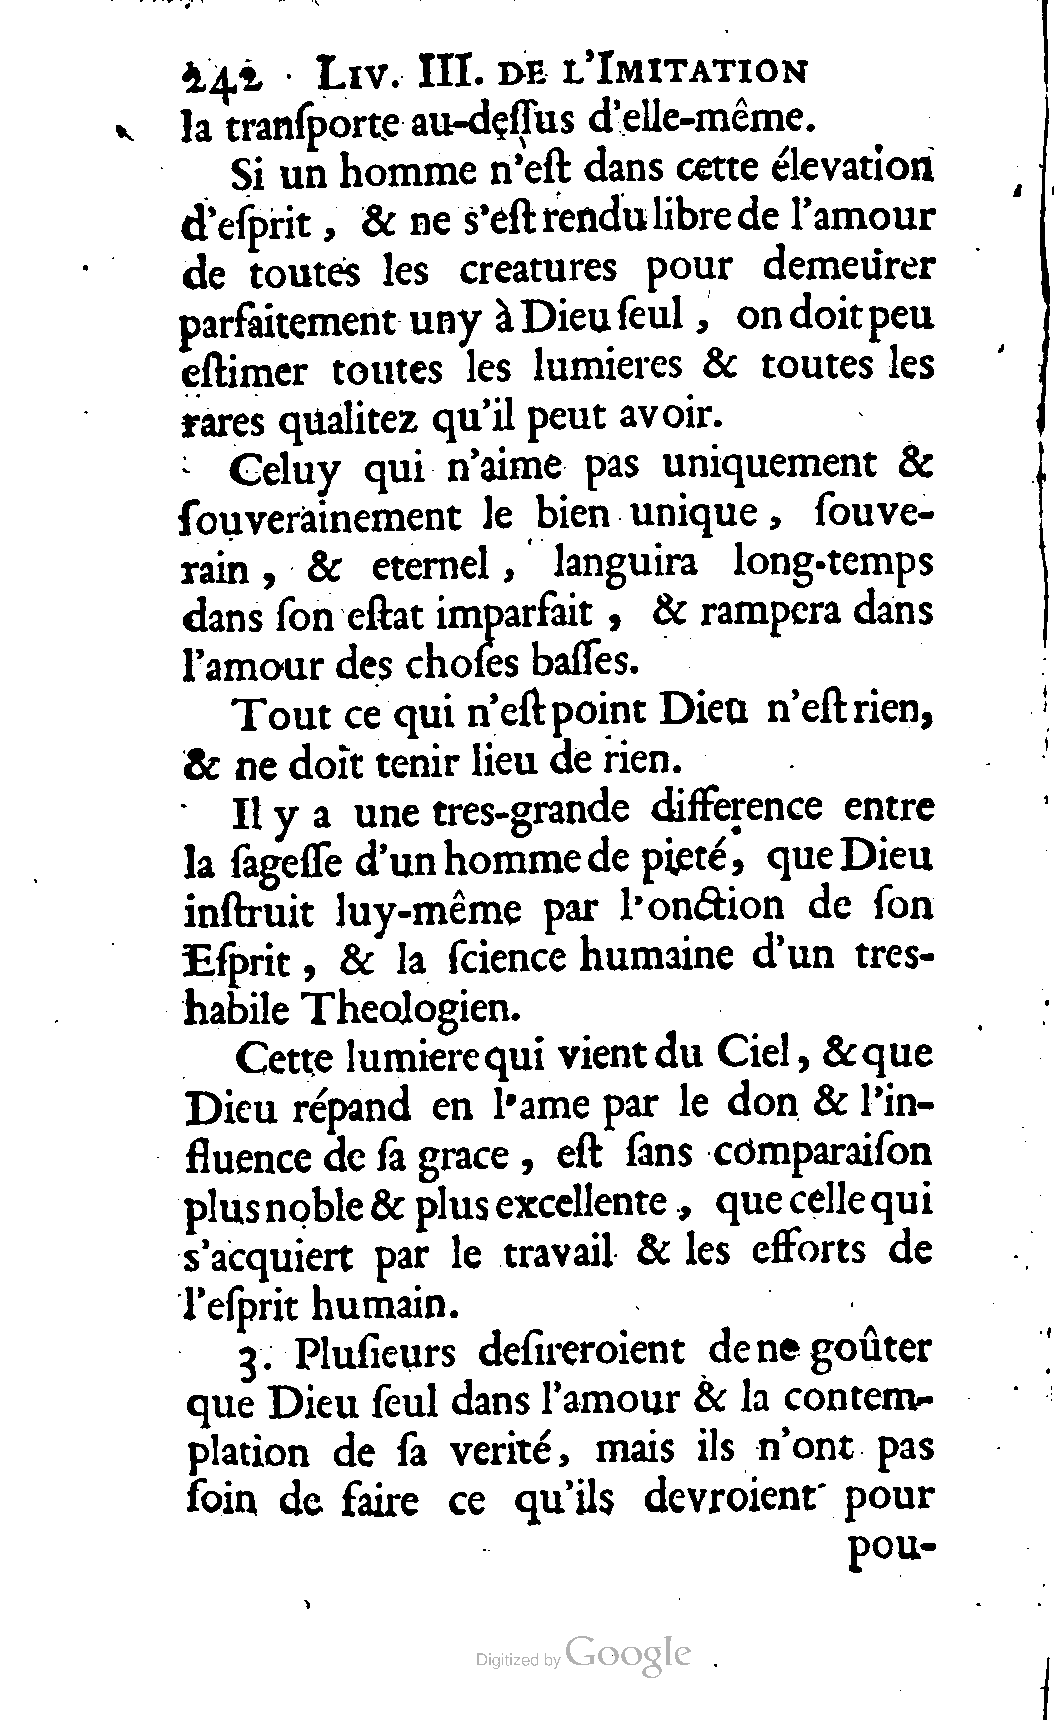 242 Liv. III. de l'Imitation
la tranſporte au-deſſus d'elle-même.
Si un homme n'eſt dans cette élevation
d'eſprit, & ne s'eſt rendu libre de l'amour
de toutes les creatures pour demeurer
parfaitement uny à Dieu ſeul, on doit peu
eſtimer toutes les lumieres & toutes les
rares qualitez qu'il peut avoir.
Celuy qui n'aime pas uniquement &
ſouverainement le bien unique, ſouve-
rain, & eternel, languira long-temps
dans ſon eſtat imparfait, & rampera dans
l'amour des choſes baſſes.
Tout ce qui n'eſt point Dieu n'eſt rien,
& ne doit tenir lieu de rien.
Il y a une tres-grande difference entre
la ſageſſe d'un homme de pieté, que Dieu
inſtruit luy-même par l'onction de ſon
Eſprit, & la ſcience humaine d'un tres-
habile Theologien.
Cette lumiere qui vient du Ciel, & que
Dieu répand en l'ame par le don & l'in-
fluence de ſa grace, eſt ſans comparaiſon
plus noble & plus excellente, que celle qui
s'acquiert par le travail & les efforts de
l'eſprit humain.
3. Pluſieurs deſireroient de ne goûter
que Dieu ſeul dans l'amour & la contem-
plation de ſa verité, mais ils n'ont pas
ſoin de faire ce qu'ils devroient pour
pou-
Digitized by Google